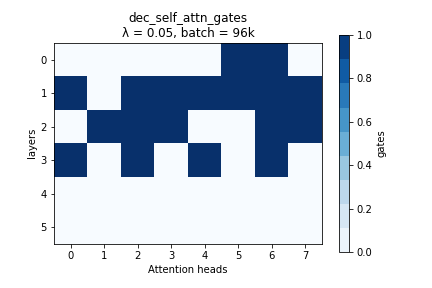 dec_self_attn_gates
λ = 0.05, batch = 96k
layers
0
1
2
3
4
5
0 1 2 3 4 5 6 7
Attention heads
1.0
0.8
0.6
0.4
0.2
0.0
gates